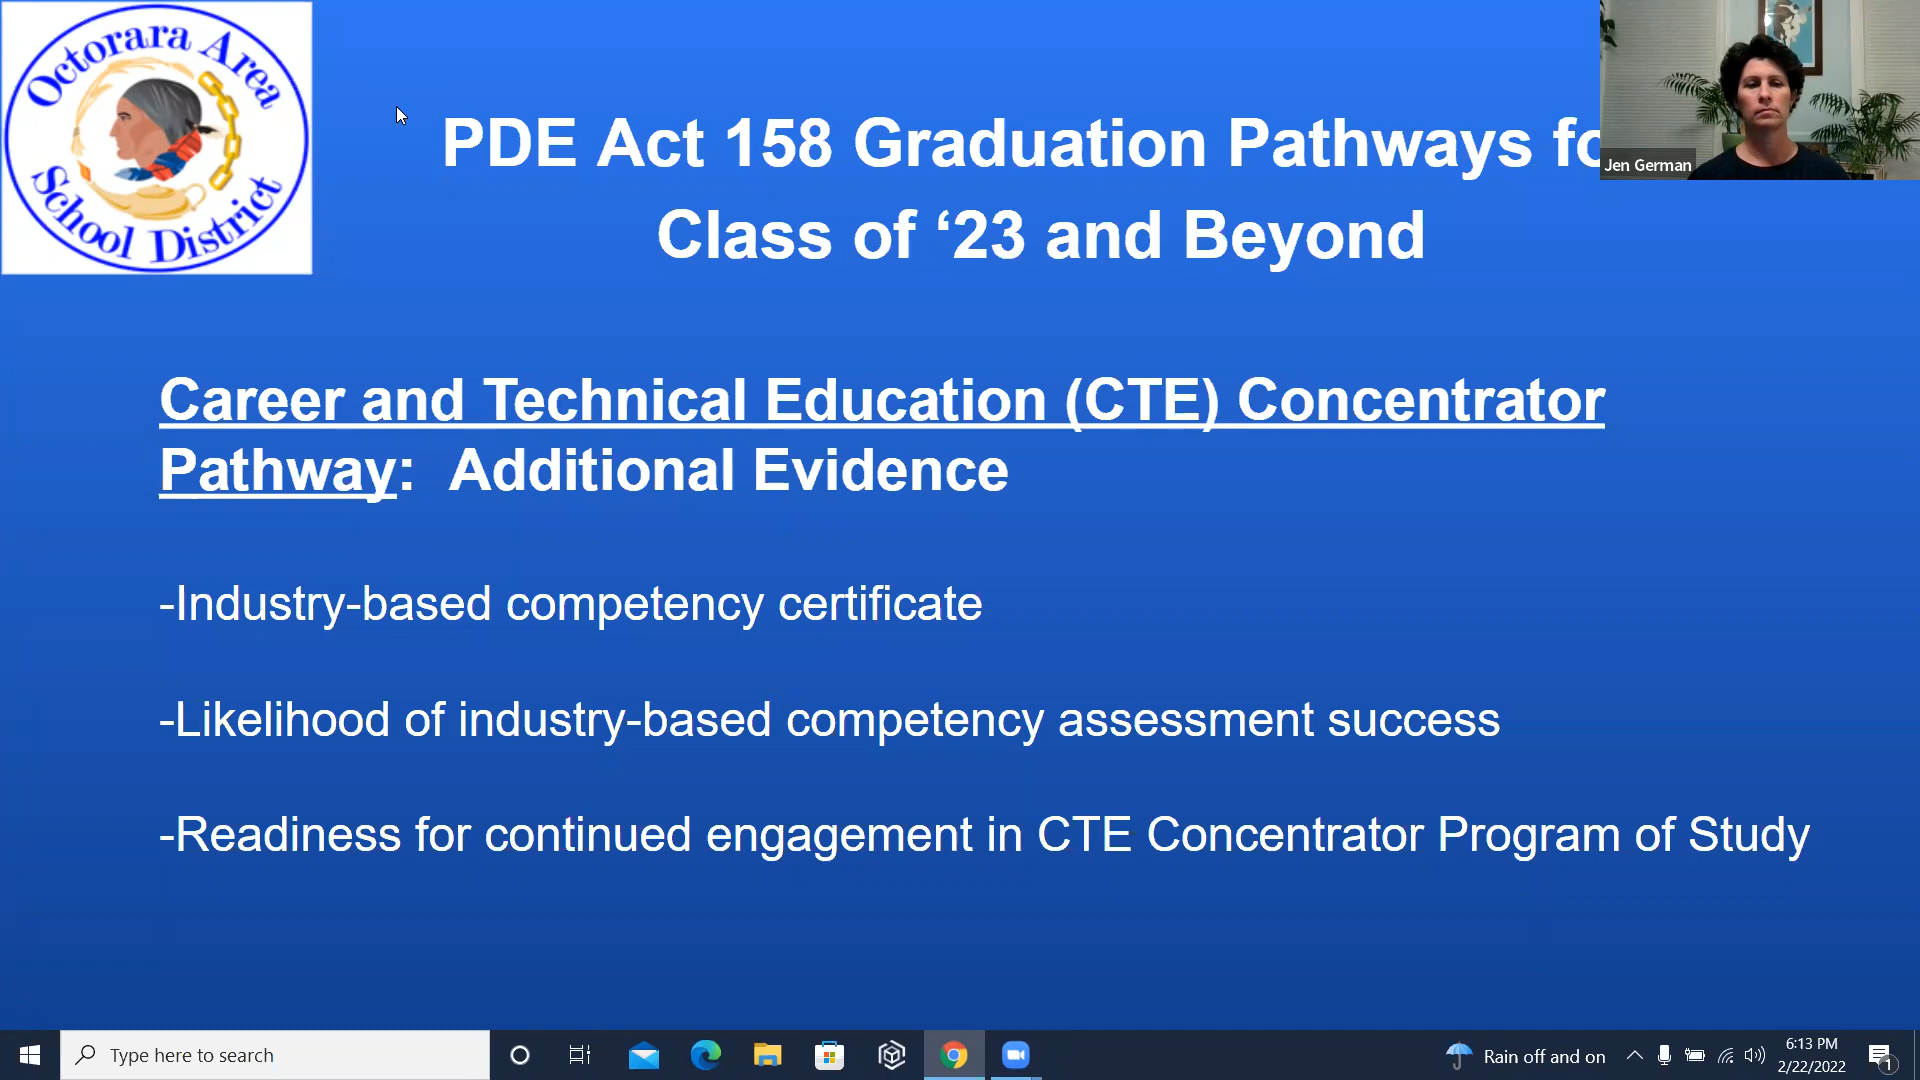 Octorara Area
School District
PDE Act 158 Graduation Pathways fo
Class of ‘23 and Beyond
Jen German
Career and Technical Education (CTE) Concentrator
Pathway: Additional Evidence
-Industry-based competency certificate
-Likelihood of industry-based competency assessment success
-Readiness for continued engagement in CTE Concentrator Program of Study
Type here to search
Rain off and on
6:13 PM
2/22/2022
1